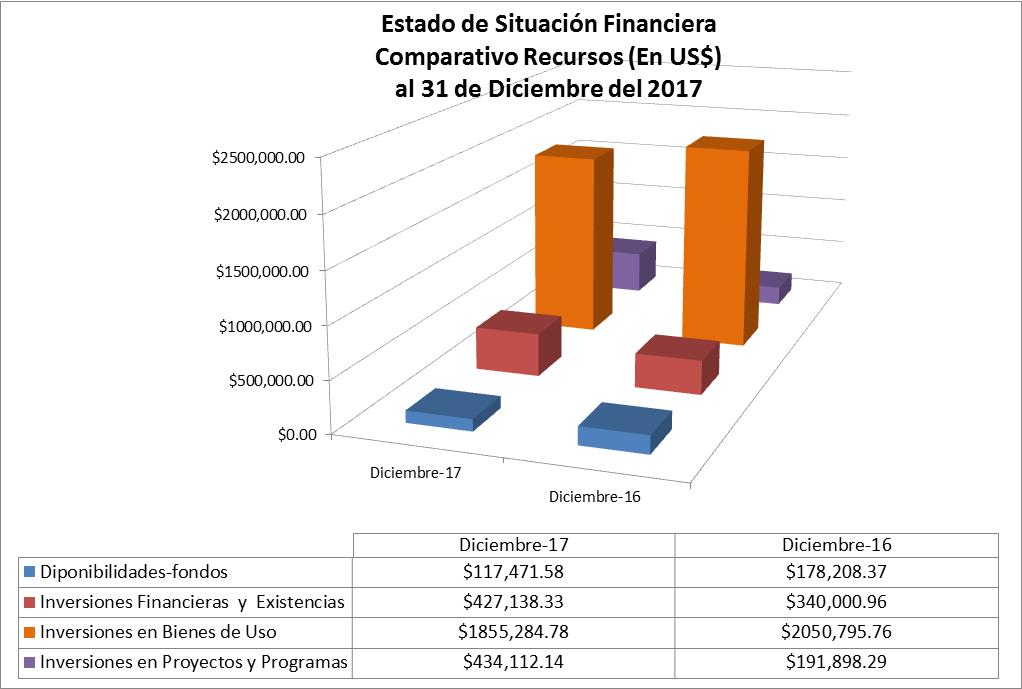 Estado de Situación Financiera
Comparativo Recursos (En US$)
al 31 de Diciembre del 2017
$2500,000.00
$2000,000.00
$1500,000.00
$1000,000.00
$500,000.00
$0.00
Diciembre-17
Diciembre-16
Diciembre-17 Diciembre-16
Diponibilidades-fondos $117,471.58 $178,208.37
Inversiones Financieras y Existencias $427,138.33 $340,000.96
Inversiones en Bienes de Uso $1855,284.78 $2050,795.76
Inversiones en Proyectos y Programas $434,112.14 $191,898.29